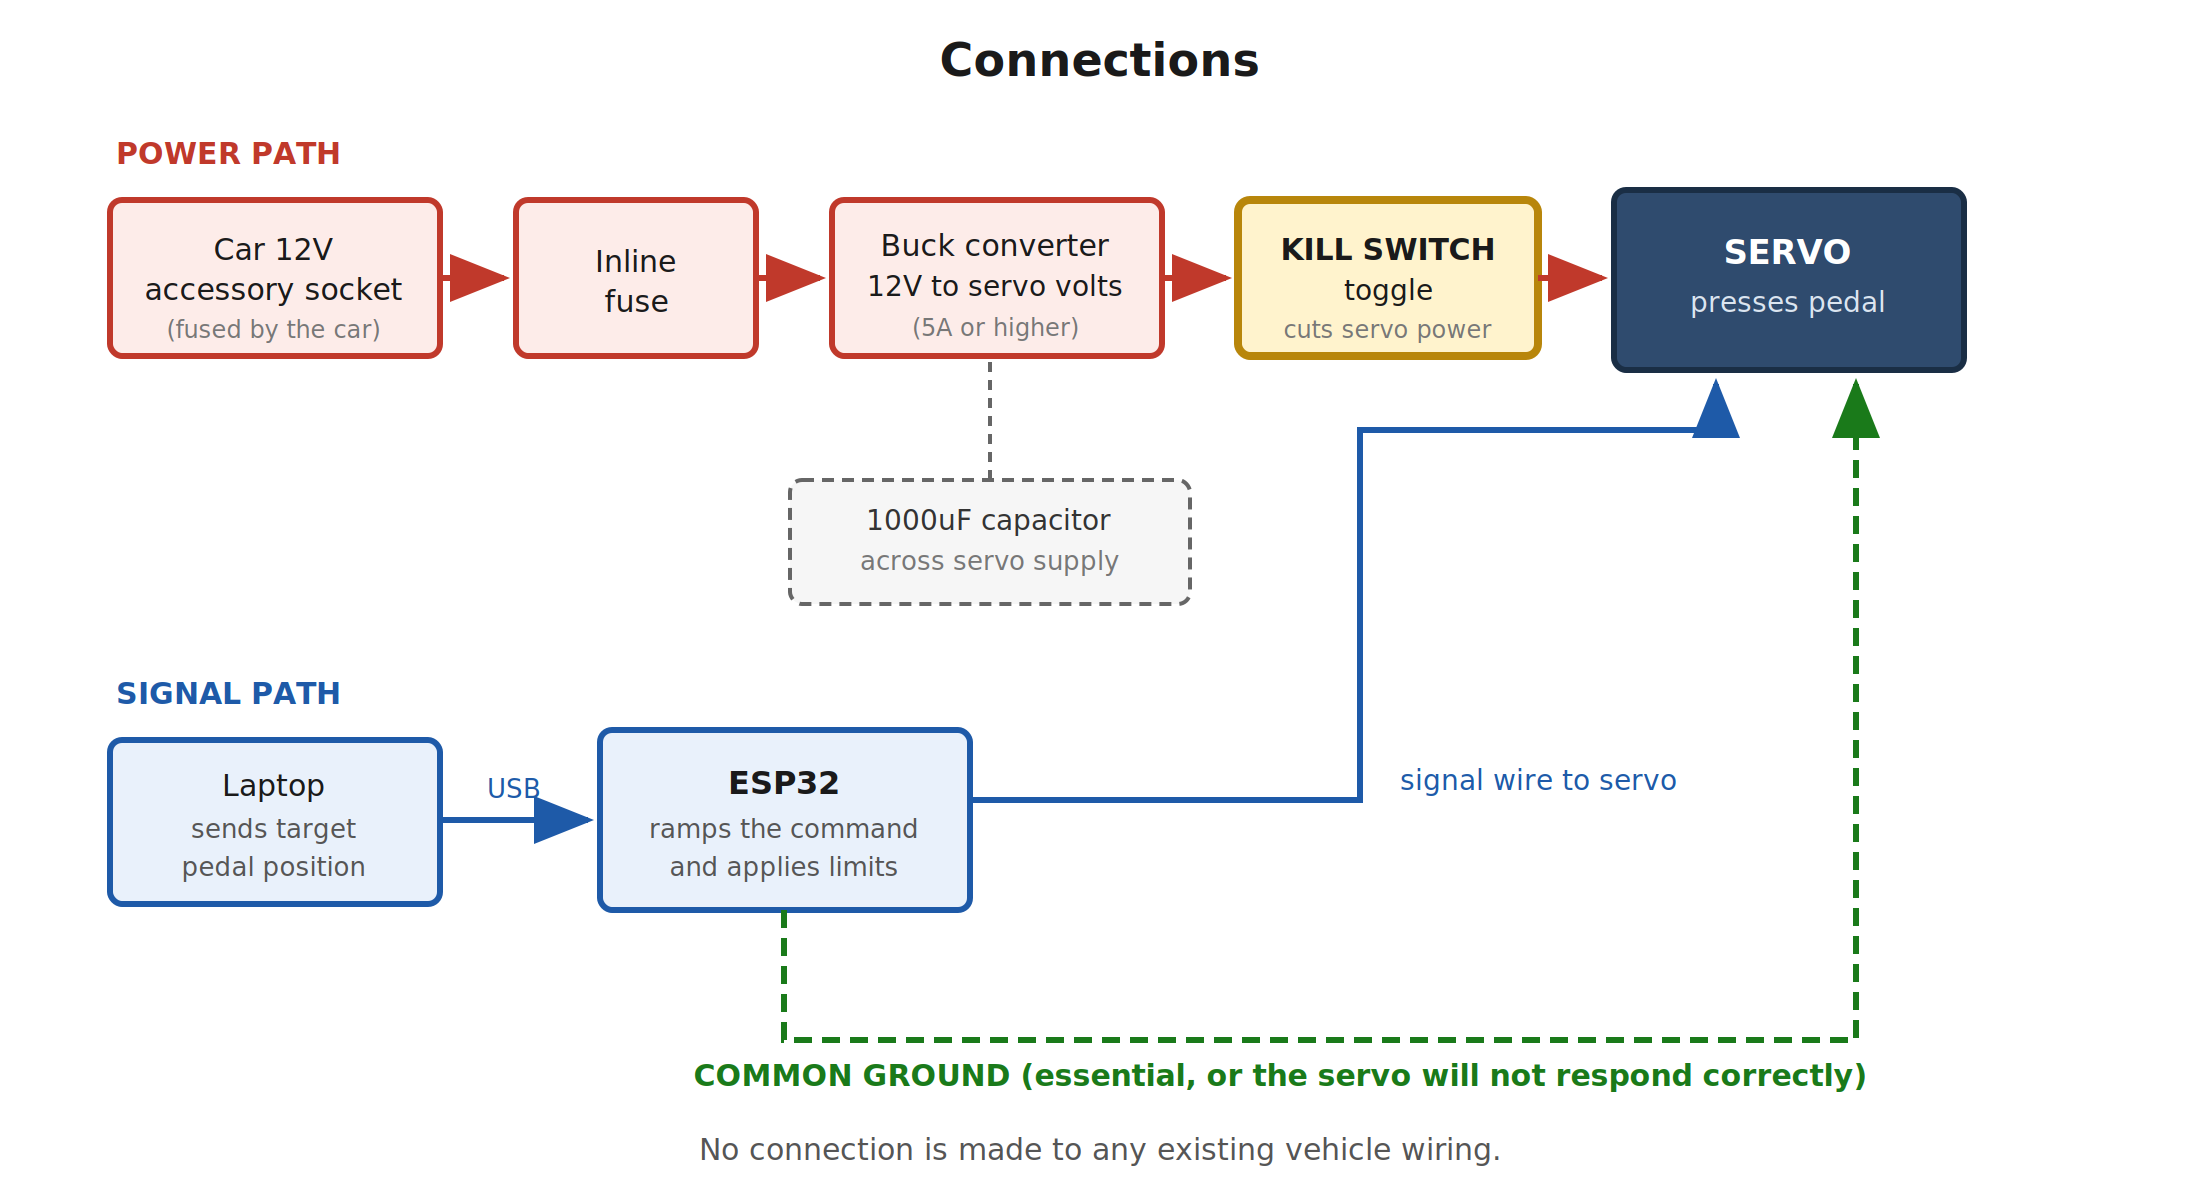 Connections
POWER PATH
Car 12V
accessory socket
(fused by the car)
Inline
fuse
Buck converter
12V to servo volts
(5A or higher)
KILL SWITCH
toggle
cuts servo power
SERVO
presses pedal
1000uF capacitor
across servo supply
SIGNAL PATH
Laptop
sends target
pedal position
USB
ESP32
ramps the command
and applies limits
signal wire to servo
COMMON GROUND (essential, or the servo will not respond correctly)
No connection is made to any existing vehicle wiring.